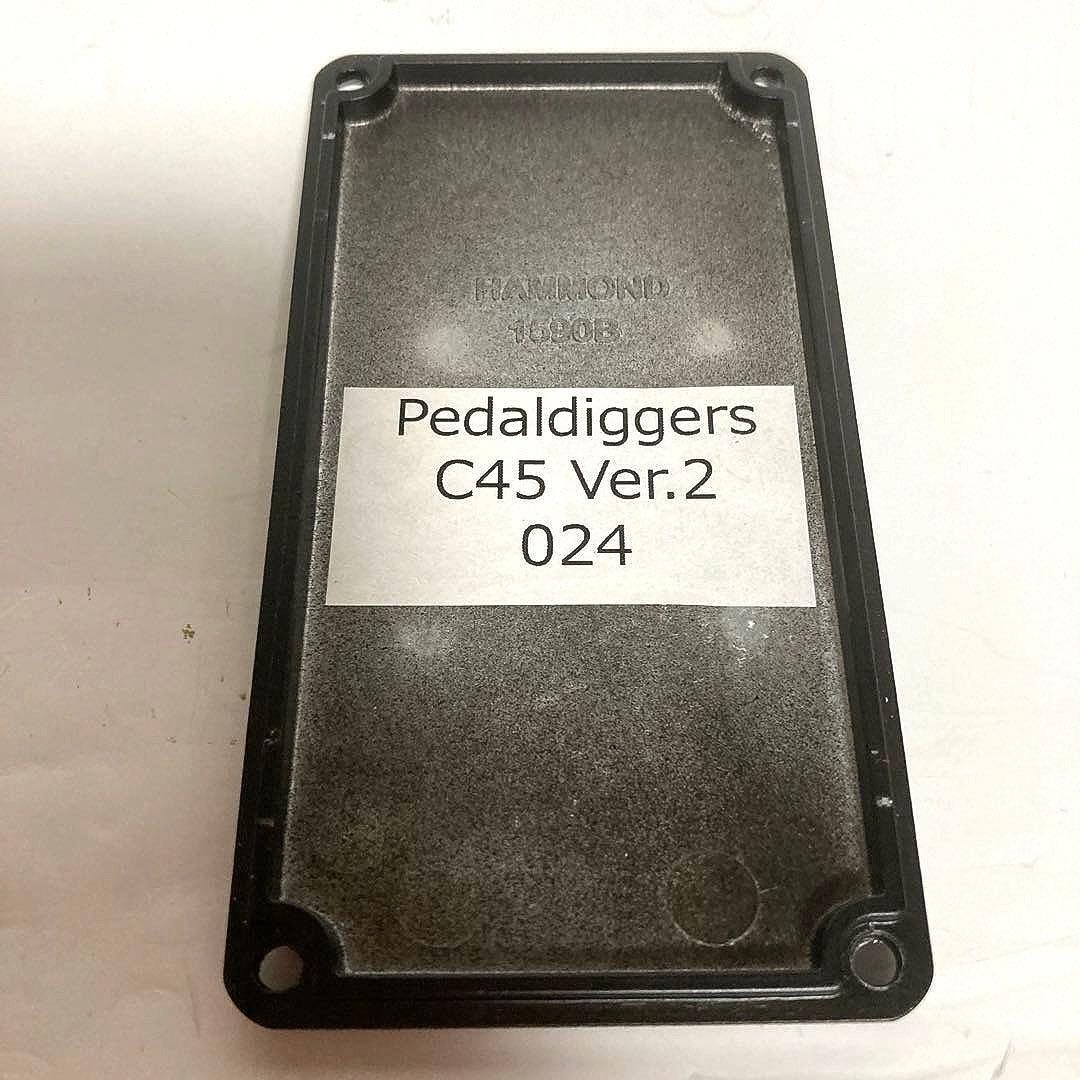 HAMMOND
1590B
Pedaldiggers
C45 Ver.2
024